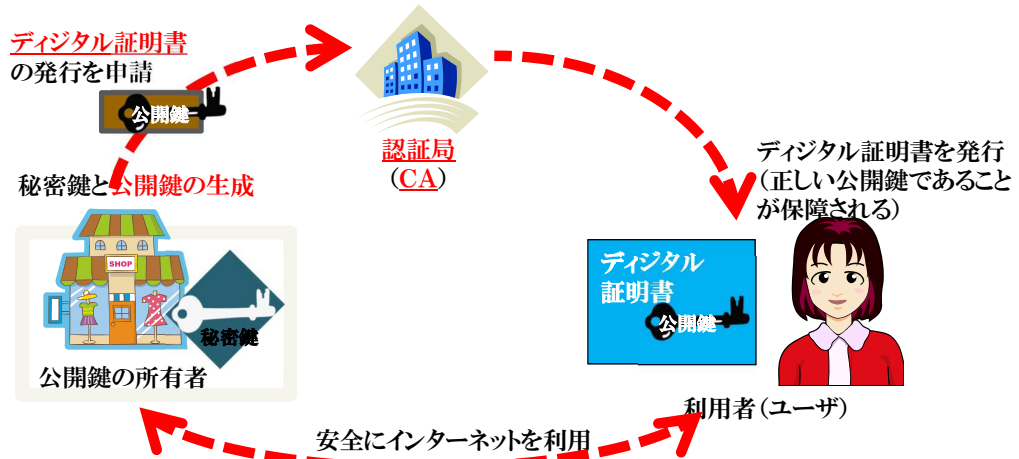 ディジタル証明書
の発行を申請
公開鍵
認証局
（CA）
ディジタル証明書を発行
（正しい公開鍵であること
が保障される）
秘密鍵と公開鍵の生成
SHOP
秘密鍵
公開鍵の所有者
ディジタル
証明書
公開鍵
利用者（ユーザ）
安全にインターネットを利用